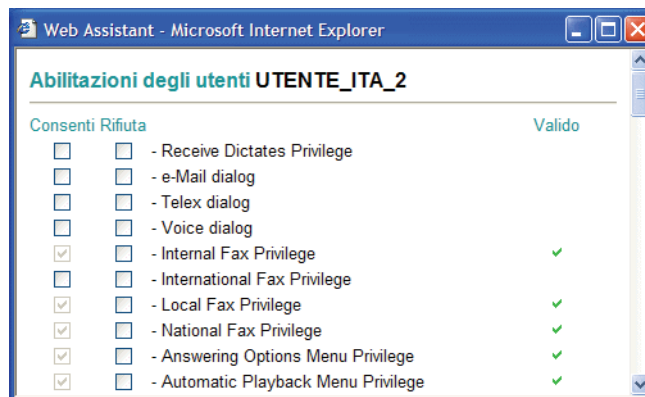 Web Assistant - Microsoft Internet Explorer
Abilitazioni degli utenti UTENTE_ITA_2
Consenti Rifiuta Valido
- Receive Dictates Privilege
- e-Mail dialog
- Telex dialog
- Voice dialog
- Internal Fax Privilege
- International Fax Privilege
- Local Fax Privilege
- National Fax Privilege
- Answering Options Menu Privilege
- Automatic Playback Menu Privilege